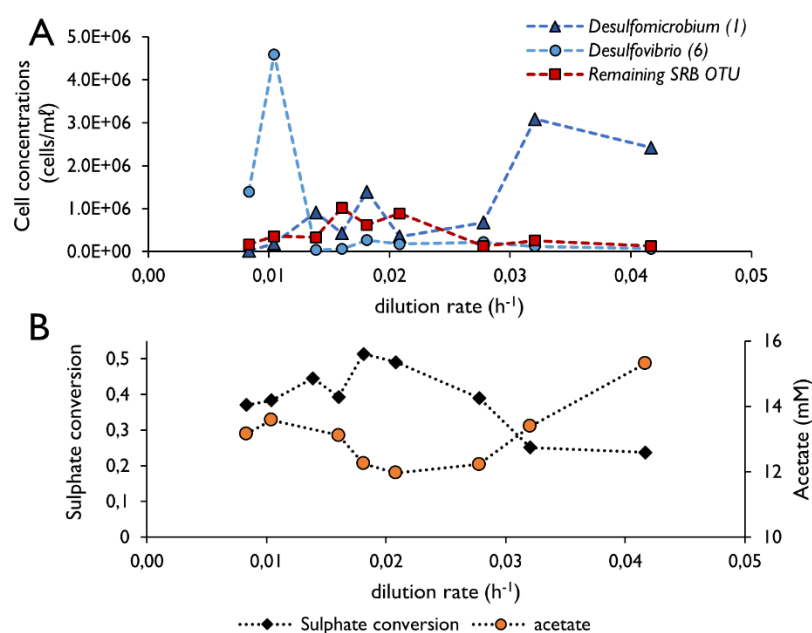 A
Desulfomicrobium (1)
Desulfovibrio (6)
Remaining SRB OTU
Cell concentrations
(cells/mℓ)
5.0E+06
4.0E+06
3.0E+06
2.0E+06
1.0E+06
0.0E+00
0,00 0,01 0,02 0,03 0,04 0,05
dilution rate (h-1)
B
Sulphate conversion
0,5
0,4
0,3
0,2
0,1
0
16
14
12
10
Acetate (mM)
0,00 0,01 0,02 0,03 0,04 0,05
dilution rate (h-1)
Sulphate conversion acetate